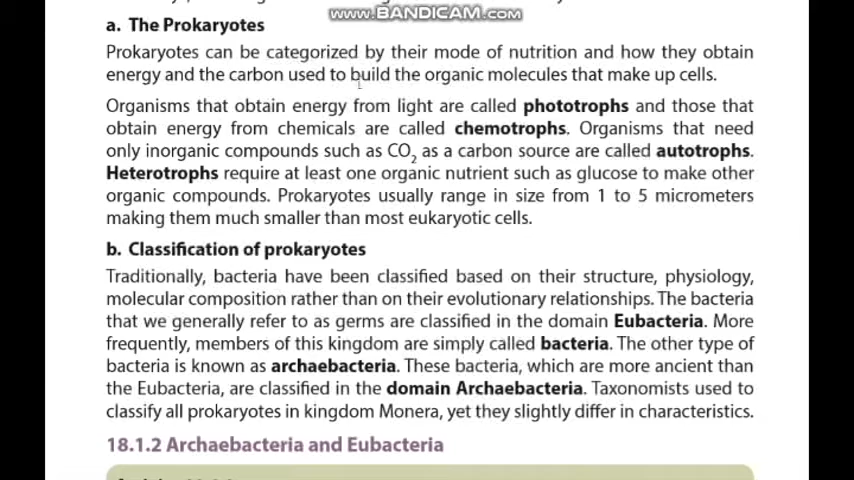 www.BANDICAM.com
a. The Prokaryotes
Prokaryotes can be categorized by their mode of nutrition and how they obtain
energy and the carbon used to build the organic molecules that make up cells.
Organisms that obtain energy from light are called phototrophs and those that
obtain energy from chemicals are called chemotrophs. Organisms that need
only inorganic compounds such as CO₂ as a carbon source are called autotrophs.
Heterotrophs require at least one organic nutrient such as glucose to make other
organic compounds. Prokaryotes usually range in size from 1 to 5 micrometers
making them much smaller than most eukaryotic cells.
b. Classification of prokaryotes
Traditionally, bacteria have been classified based on their structure, physiology,
molecular composition rather than on their evolutionary relationships. The bacteria
that we generally refer to as germs are classified in the domain Eubacteria. More
frequently, members of this kingdom are simply called bacteria. The other type of
bacteria is known as archaebacteria. These bacteria, which are more ancient than
the Eubacteria, are classified in the domain Archaebacteria. Taxonomists used to
classify all prokaryotes in kingdom Monera, yet they slightly differ in characteristics.
18.1.2 Archaebacteria and Eubacteria